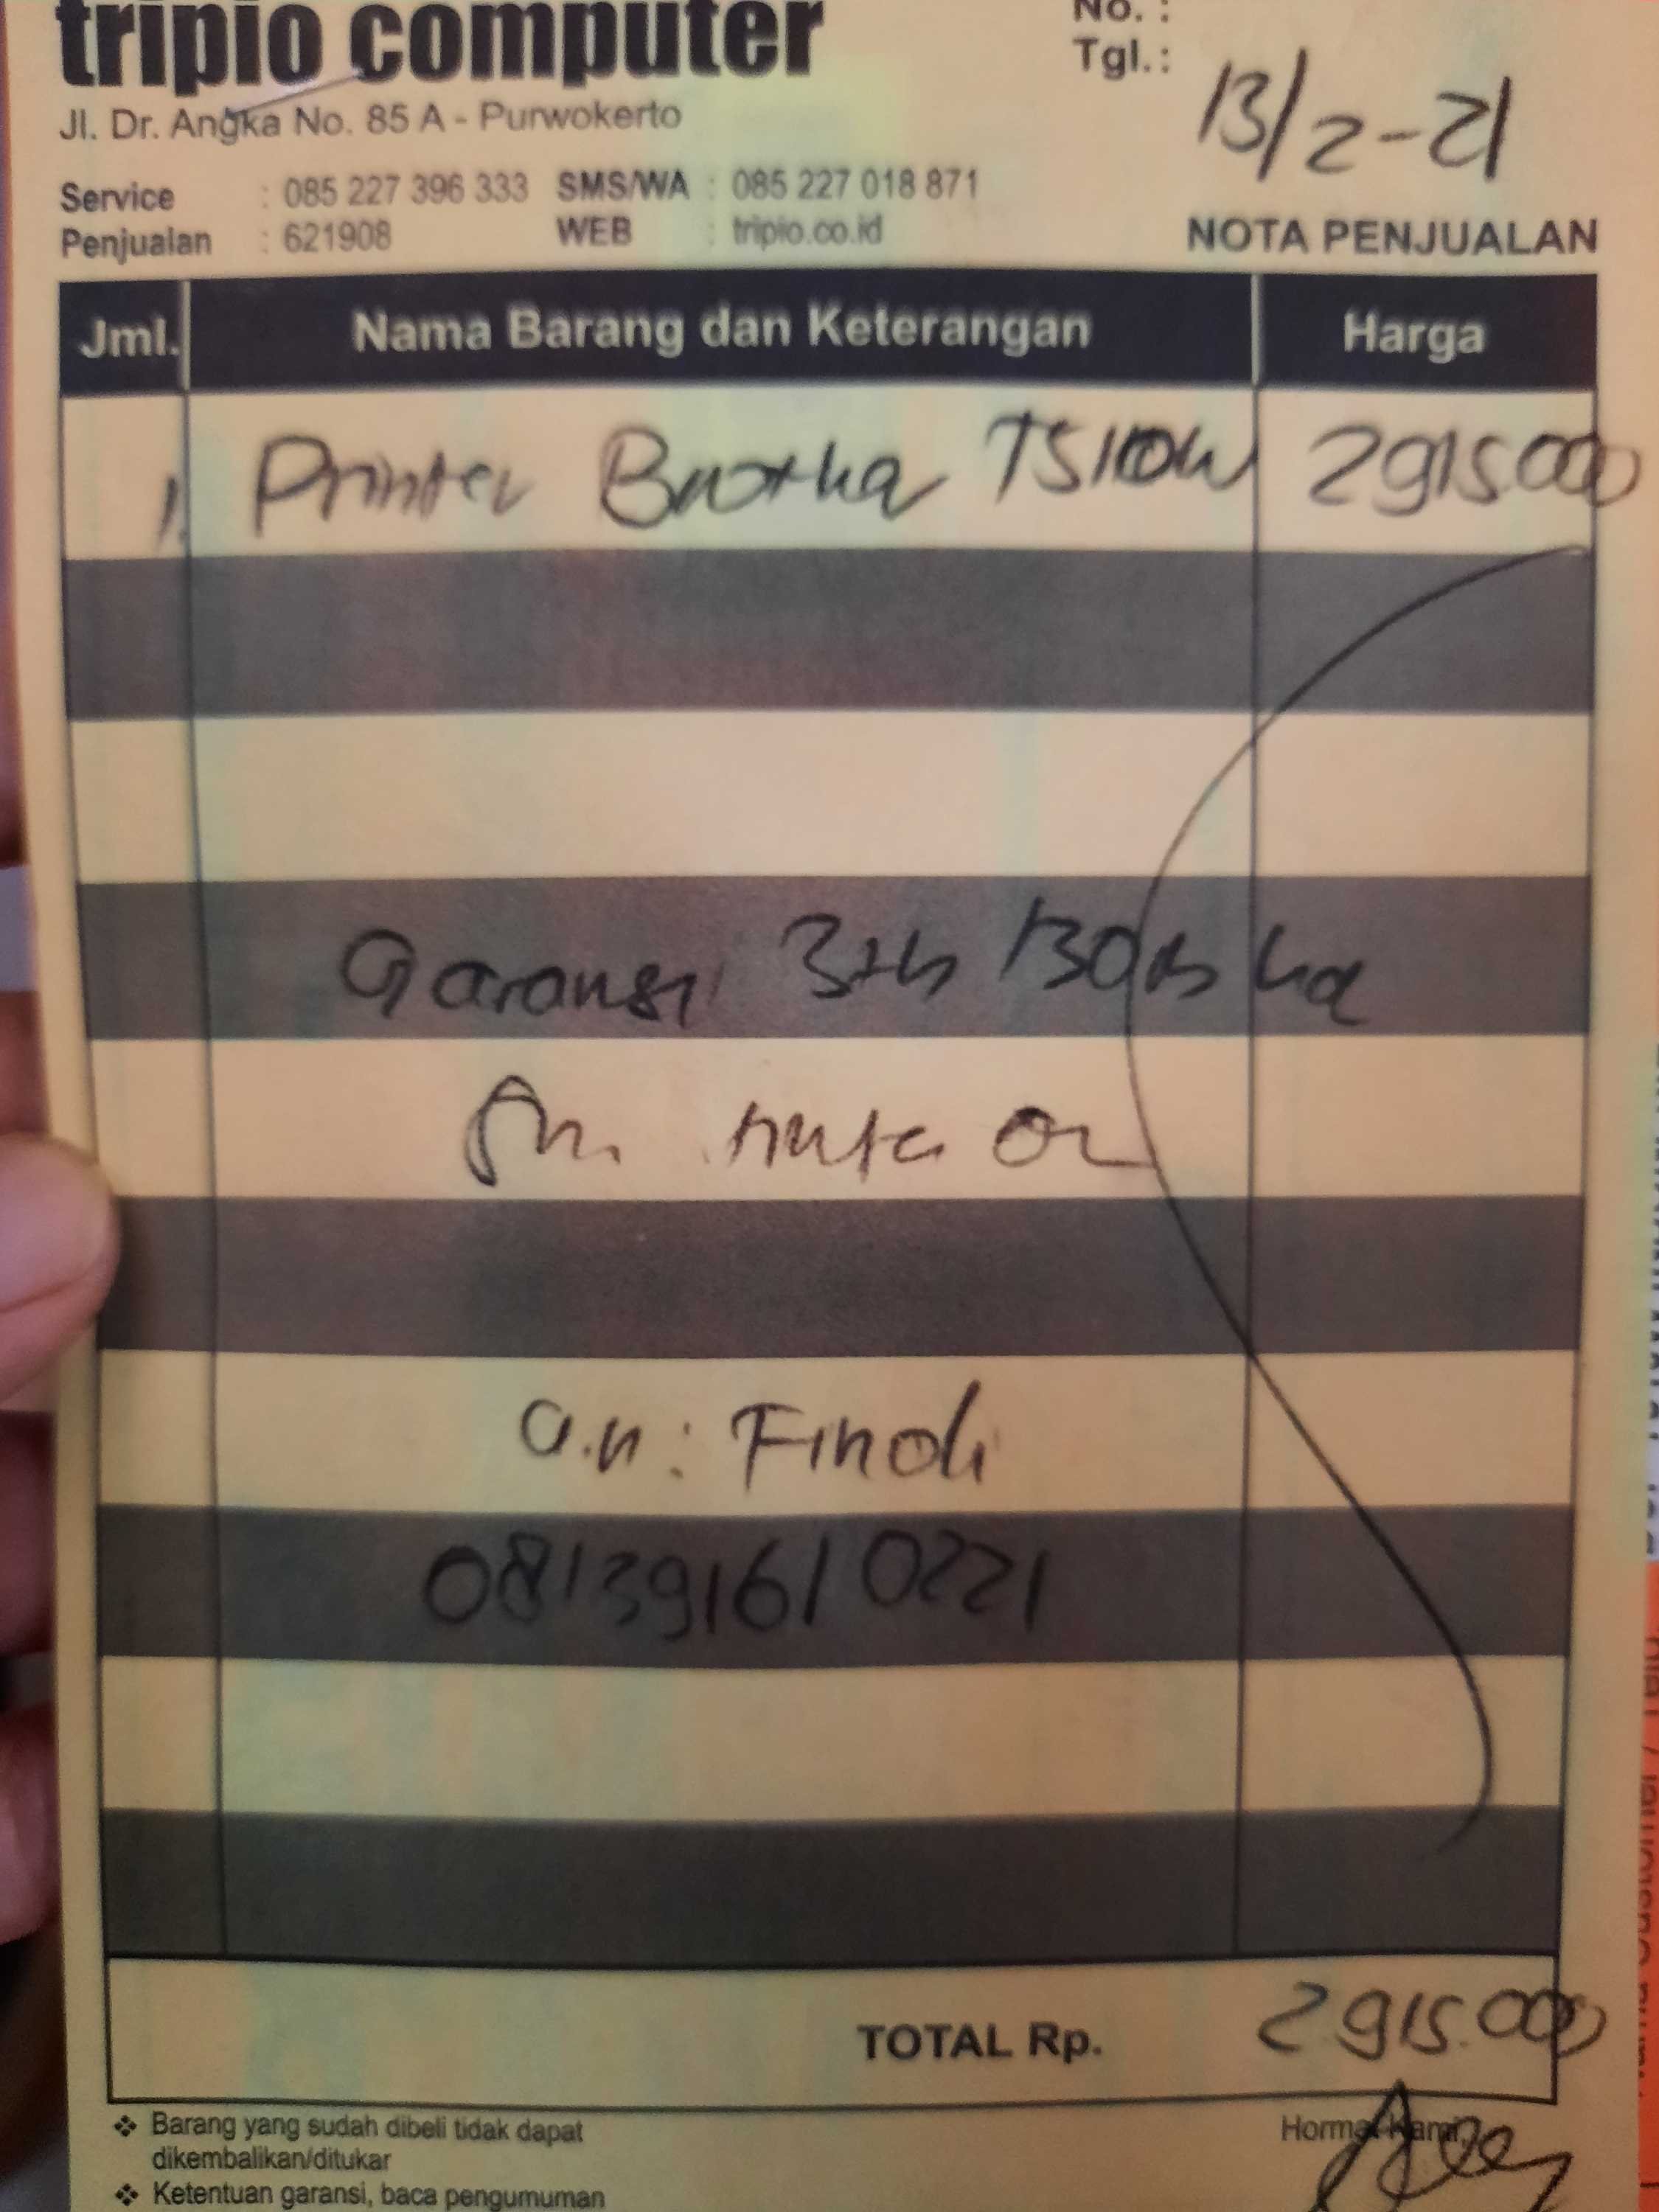 tripio computer
No. :
Tgl. : 13/2-21
Jl. Dr. Angka No. 85 A - Purwokerto
Service : 085 227 396 333 SMS/WA : 085 227 018 871
Penjualan : 621908 WEB : tripio.co.id
NOTA PENJUALAN
Jml. Nama Barang dan Keterangan Harga
1. Printer T510W 2915.000
Garansi 3th
a.n : Findi
081391610221
TOTAL Rp. 2915.000
❖ Barang yang sudah dibeli tidak dapat
dikembalikan/ditukar
Hormat Kami,
❖ Ketentuan garansi, baca pengumuman